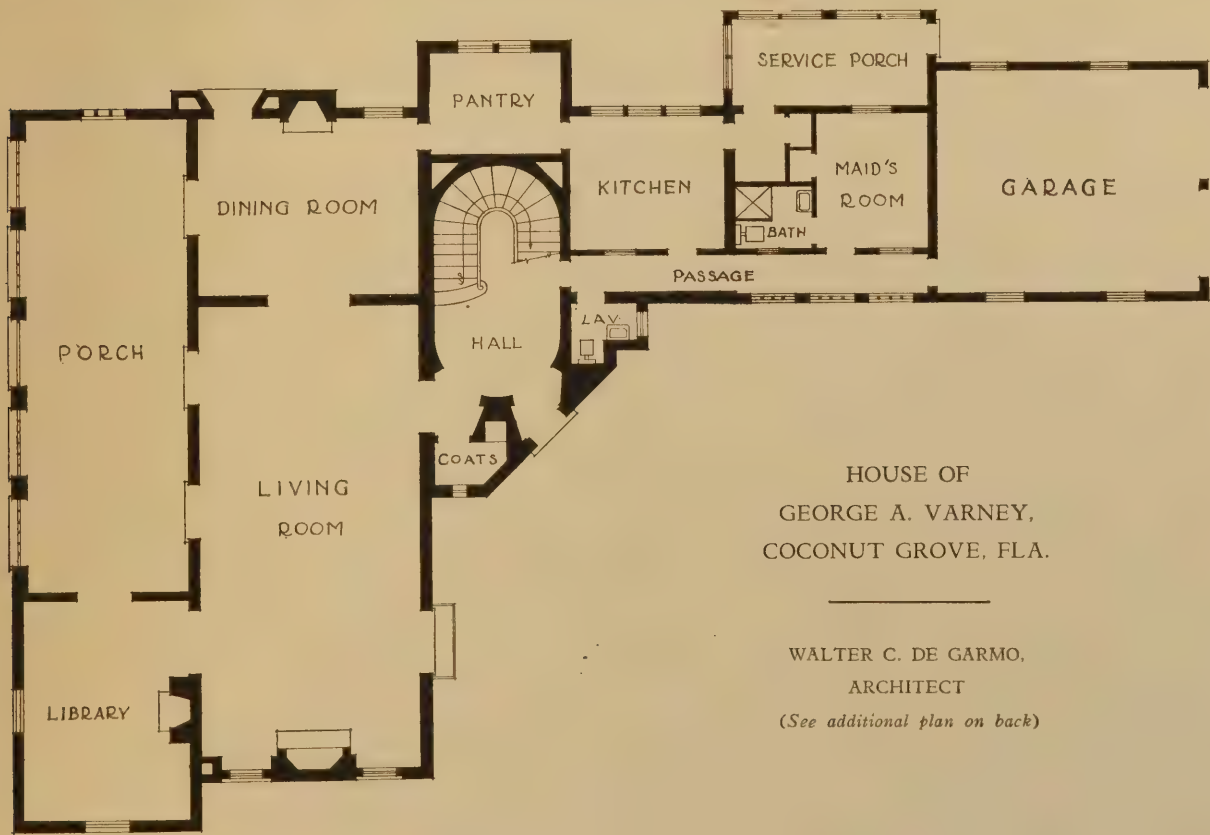 SERVICE PORCH
PANTRY
KITCHEN
MAID'S
ROOM
GARAGE
DINING ROOM
BATH
PASSAGE
LAV.
HALL
PORCH
COATS
LIVING
ROOM
LIBRARY
HOUSE OF
GEORGE A. VARNEY,
COCONUT GROVE, FLA.
WALTER C. DE GARMO,
ARCHITECT
(See additional plan on back)